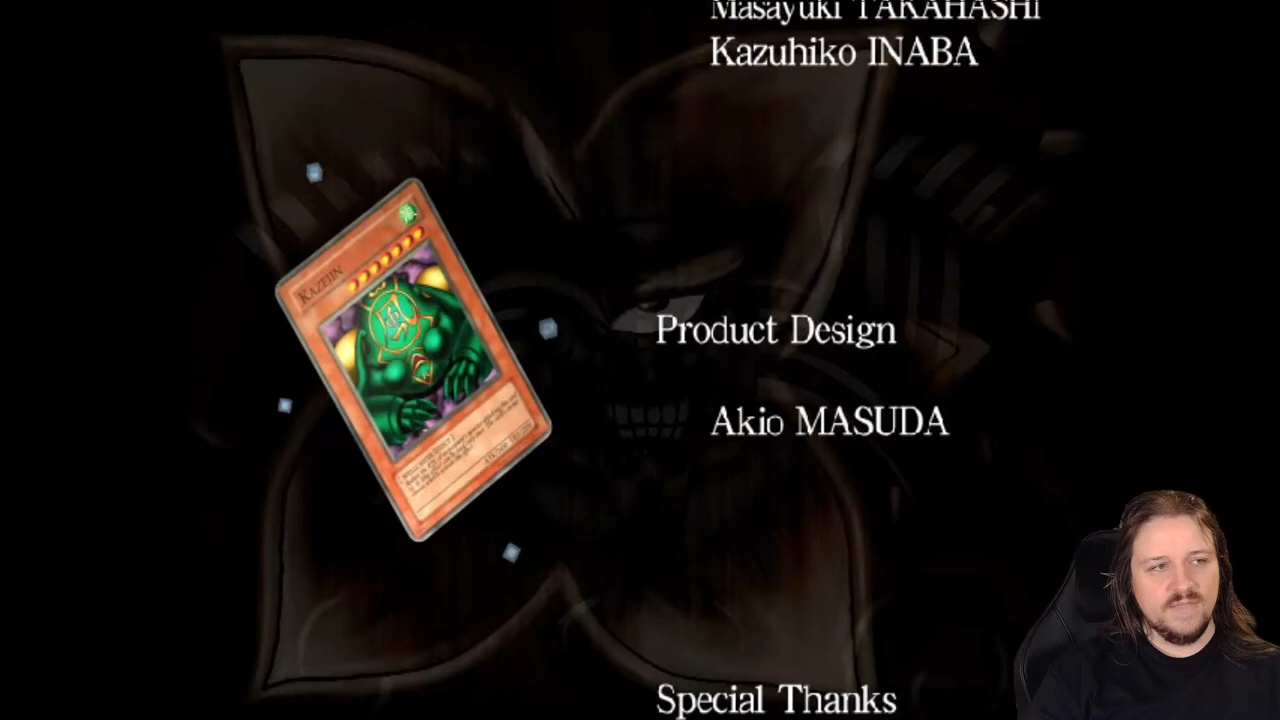 Masayuki TAKAHASHI
Kazuhiko INABA
KAZEJIN
Product Design
Akio MASUDA
Special Thanks